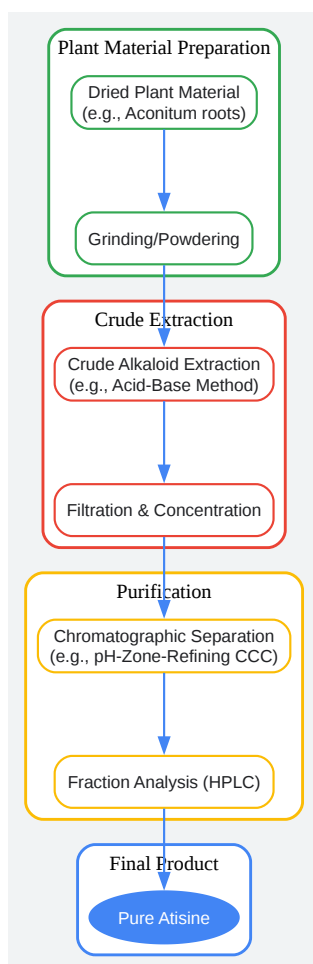 Plant Material Preparation
Dried Plant Material
(e.g., Aconitum roots)
Grinding/Powdering
Crude Extraction
Crude Alkaloid Extraction
(e.g., Acid-Base Method)
Filtration & Concentration
Purification
Chromatographic Separation
(e.g., pH-Zone-Refining CCC)
Fraction Analysis (HPLC)
Final Product
Pure Atisine